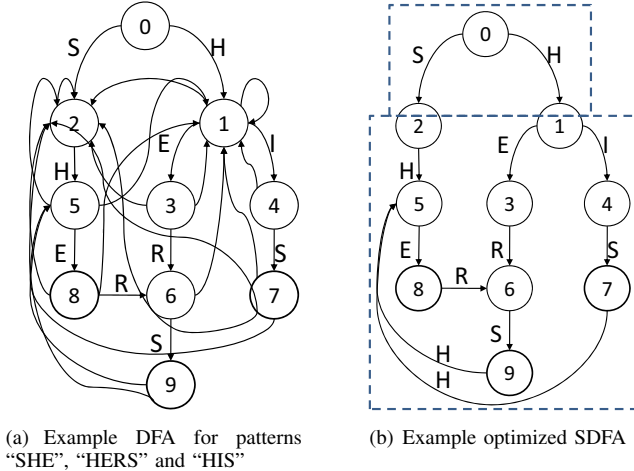 0
S
H
2
1
E
I
H
5
3
4
E
R
S
8
R
6
7
S
9
(a) Example DFA for patterns
“SHE”, “HERS” and “HIS”
0
S
H
2
1
E
I
H
5
3
4
E
R
S
8
R
6
7
S
H
9
H
(b) Example optimized SDFA